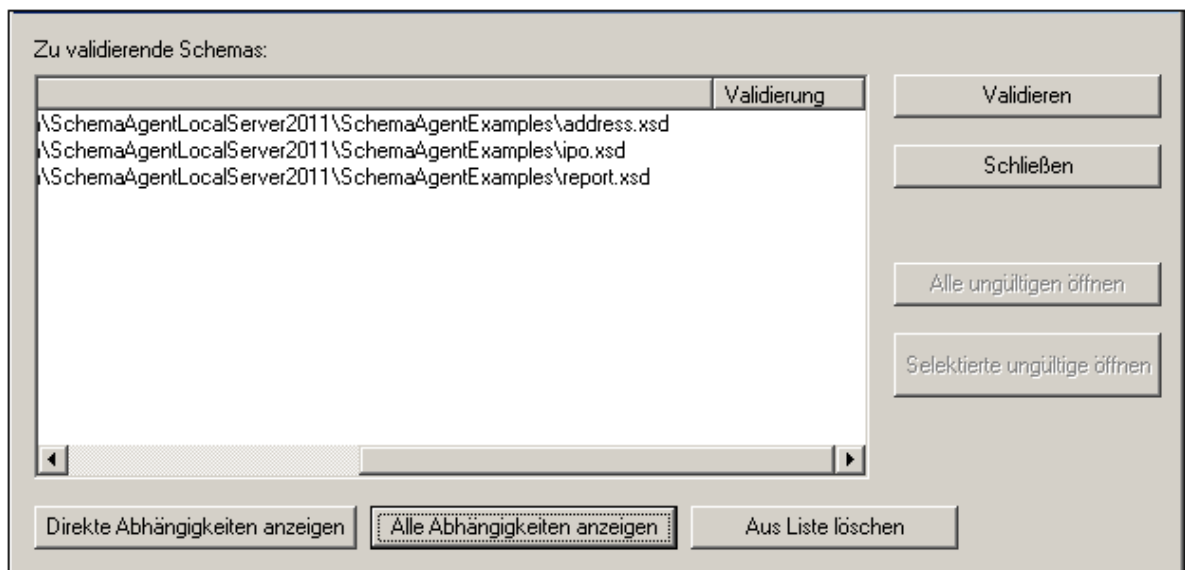 Zu validierende Schemas:
Validierung
\SchemaAgentLocalServer2011\SchemaAgentExamples\address.xsd
\SchemaAgentLocalServer2011\SchemaAgentExamples\ipo.xsd
\SchemaAgentLocalServer2011\SchemaAgentExamples\report.xsd
Validieren
Schließen
Alle ungültigen öffnen
Selektierte ungültige öffnen
Direkte Abhängigkeiten anzeigen
Alle Abhängigkeiten anzeigen
Aus Liste löschen